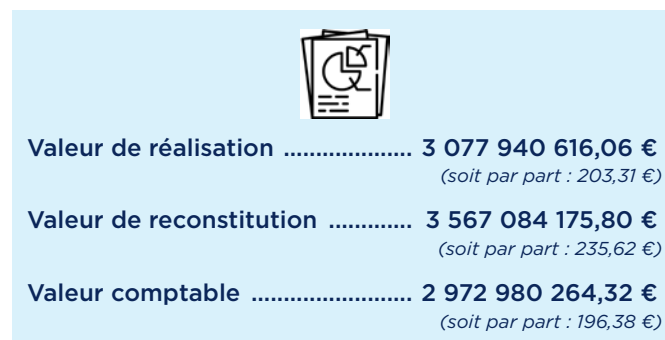 Valeur de réalisation .................... 3 077 940 616,06 €
(soit par part : 203,31 €)
Valeur de reconstitution ............. 3 567 084 175,80 €
(soit par part : 235,62 €)
Valeur comptable ......................... 2 972 980 264,32 €
(soit par part : 196,38 €)